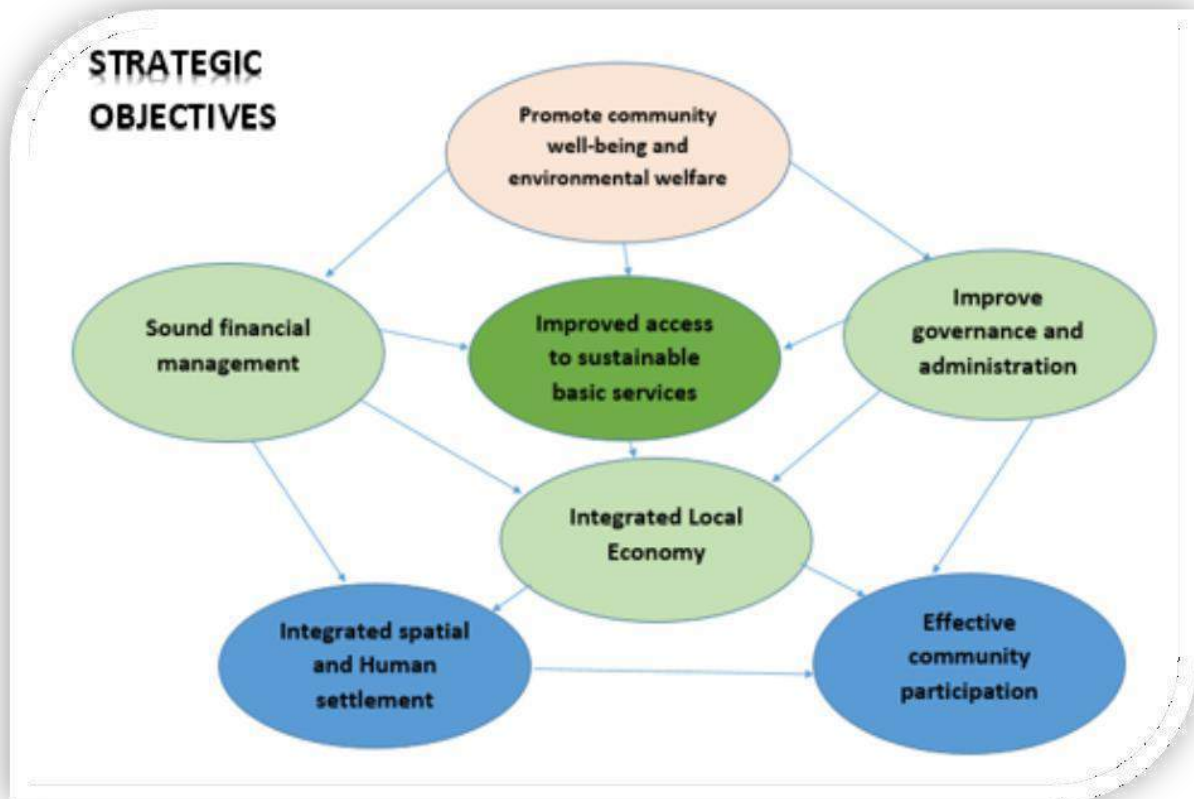 STRATEGIC
OBJECTIVES
Promote community
well-being and
environmental welfare
Sound financial
management
Improved access
to sustainable
basic services
Improve
governance and
administration
Integrated Local
Economy
Integrated spatial
and Human
settlement
Effective
community
participation